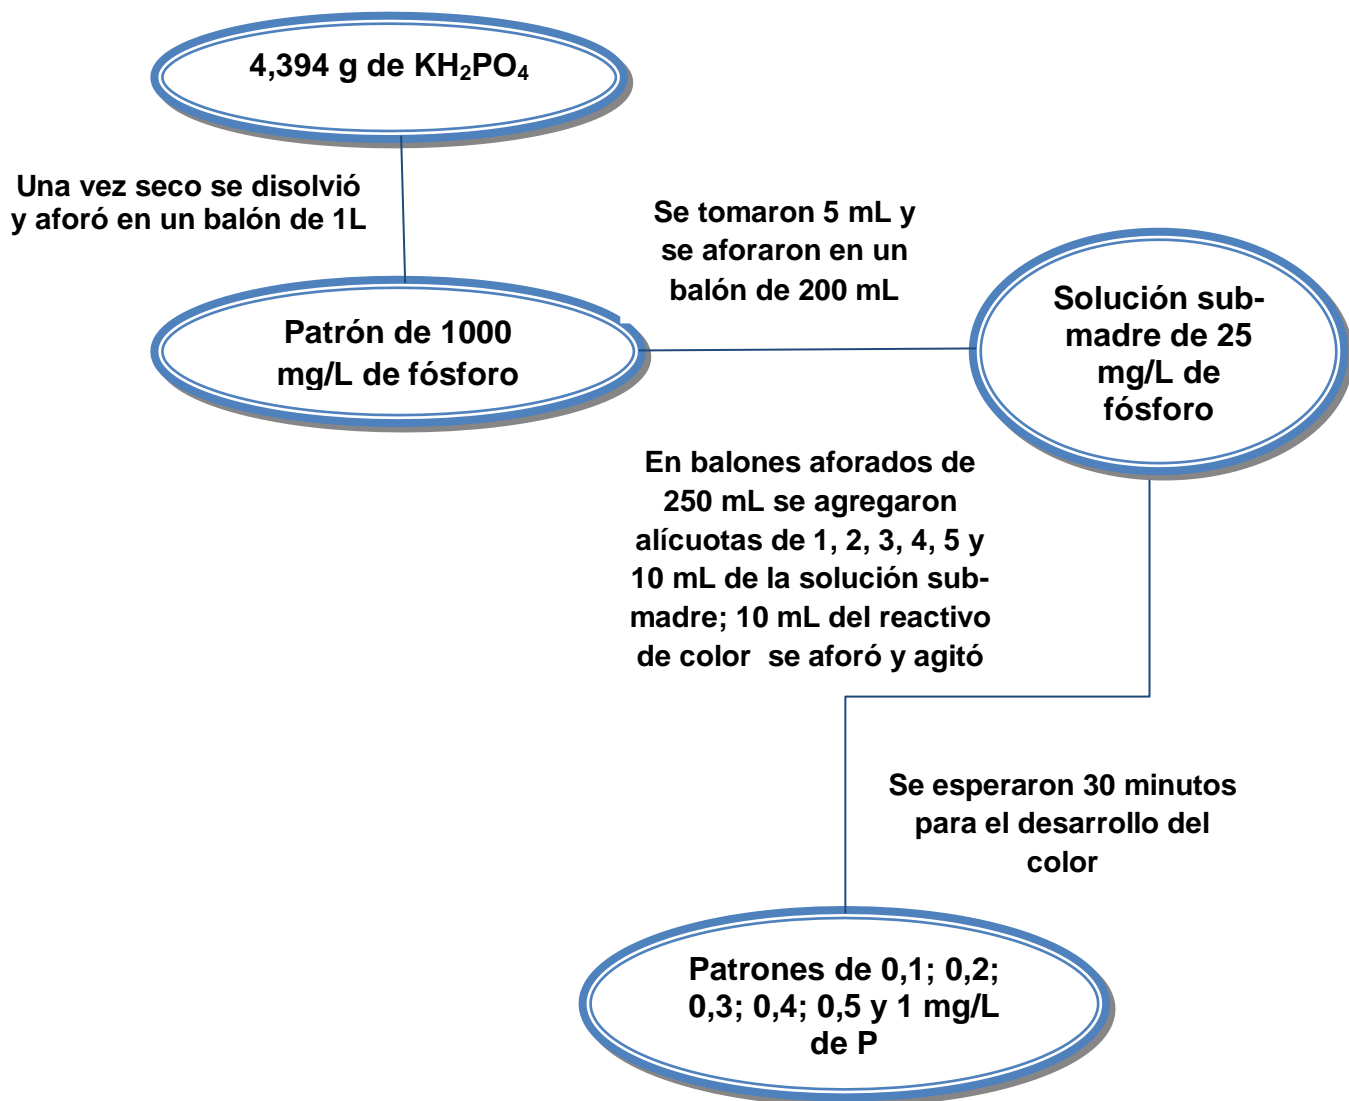 4,394 g de KH₂PO₄
Una vez seco se disolvió
y aforó en un balón de 1L
Patrón de 1000
mg/L de fósforo
Se tomaron 5 mL y
se aforaron en un
balón de 200 mL
Solución sub-
madre de 25
mg/L de
fósforo
En balones aforados de
250 mL se agregaron
alícuotas de 1, 2, 3, 4, 5 y
10 mL de la solución sub-
madre; 10 mL del reactivo
de color  se aforó y agitó
Se esperaron 30 minutos
para el desarrollo del
color
Patrones de 0,1; 0,2;
0,3; 0,4; 0,5 y 1 mg/L
de P